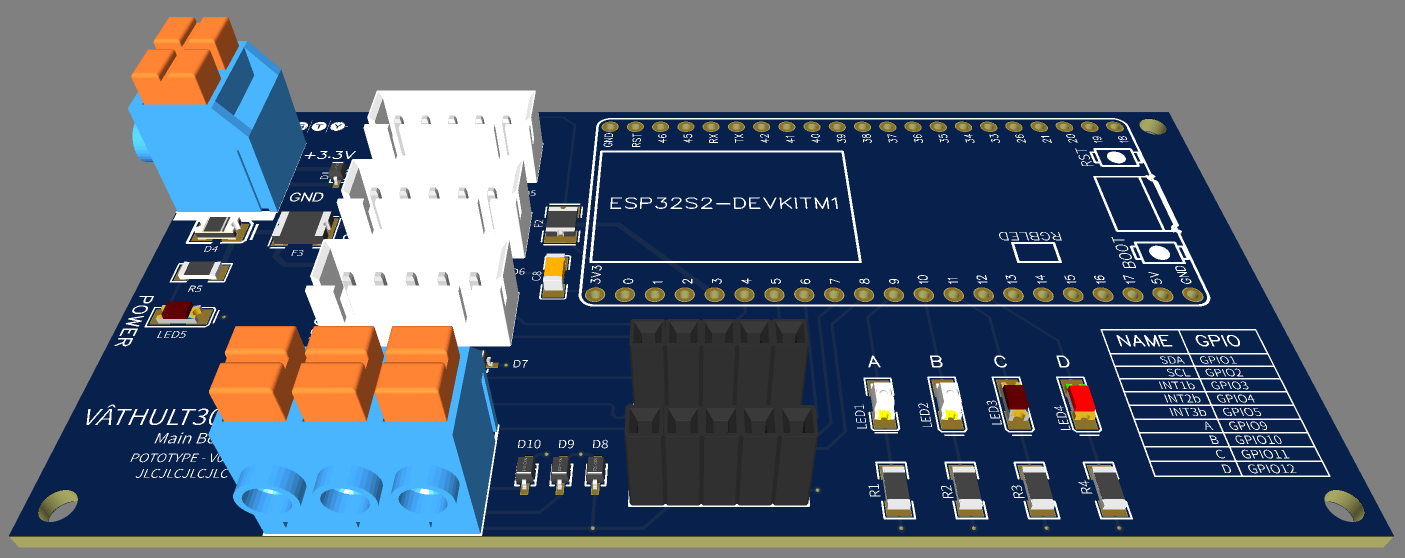 +3.3V
GND
D4
F3
R5
POWER
LED5
F2
C8
D7
VÂTHULT30
Main Bo
POTOTYPE - V0
JLCJLCJLCJLC
D10 D9 D8
GND RST 46 45 RX TX 42 41 40 39 38 37 36 35 34 33 26 21 20 19 18
ESP32S2-DEVKITM1
RST
RGBLED
BOOT
3V3 0 1 2 3 4 5 6 7 8 9 10 11 12 13 14 15 16 17 5V GND
A B C D
LED1 LED2 LED3 LED4
R1 R2 R3 R4
NAME GPIO
SDA GPIO1
SCL GPIO2
INT1b GPIO3
INT2b GPIO4
INT3b GPIO5
A GPIO9
B GPIO10
C GPIO11
D GPIO12